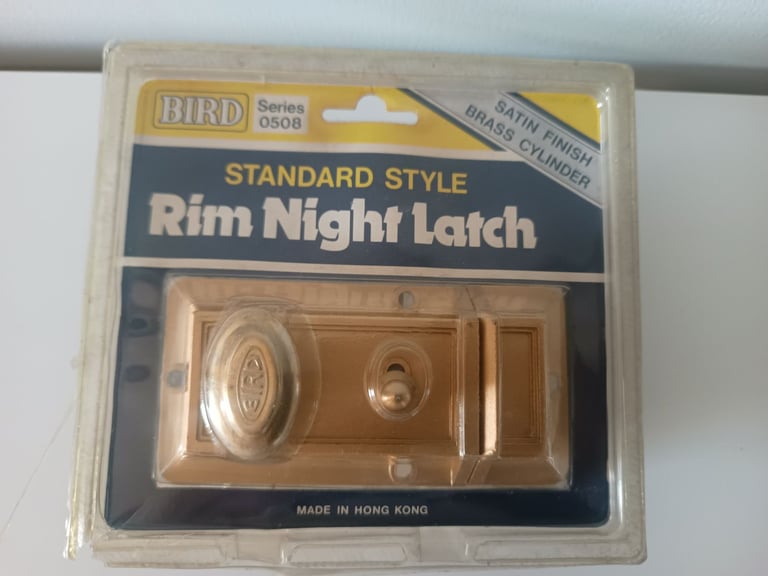 BIRD
Series
0508
SATIN FINISH
BRASS CYLINDER
STANDARD STYLE
Rim Night Latch
BIRD
MADE IN HONG KONG